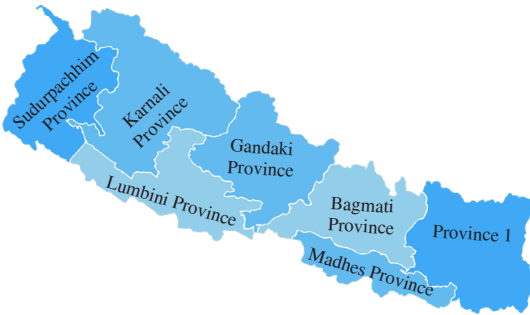 Sudurpachhim
Province
Karnali
Province
Gandaki
Province
Lumbini Province
Bagmati
Province
Province 1
Madhes Province